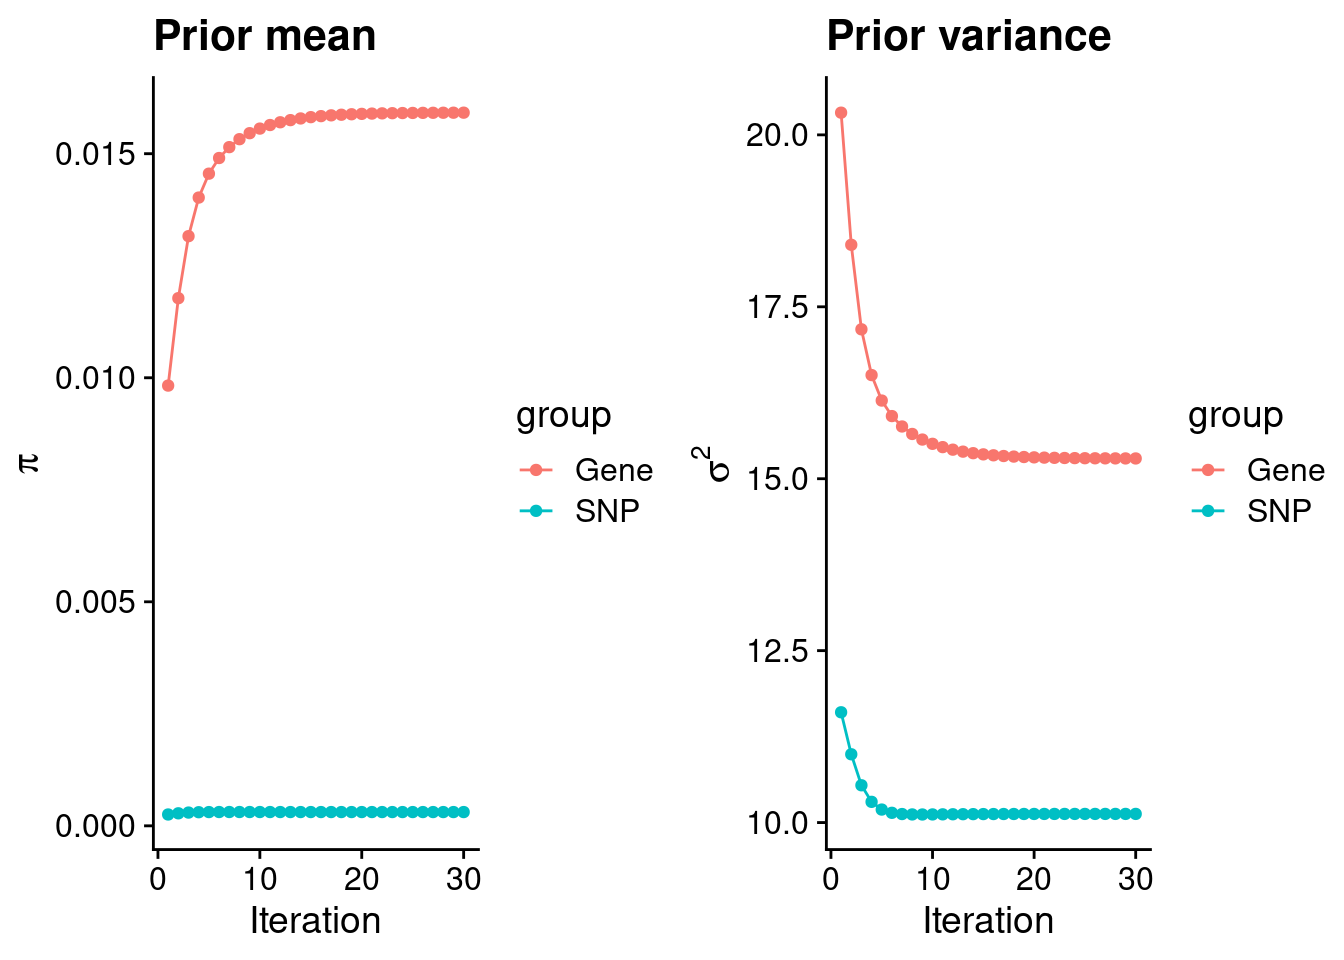 Prior mean
0.015
0.010
0.005
0.000
π
0 10 20 30
Iteration
group
Gene
SNP
Prior variance
20.0
17.5
15.0
12.5
10.0
σ²
0 10 20 30
Iteration
group
Gene
SNP